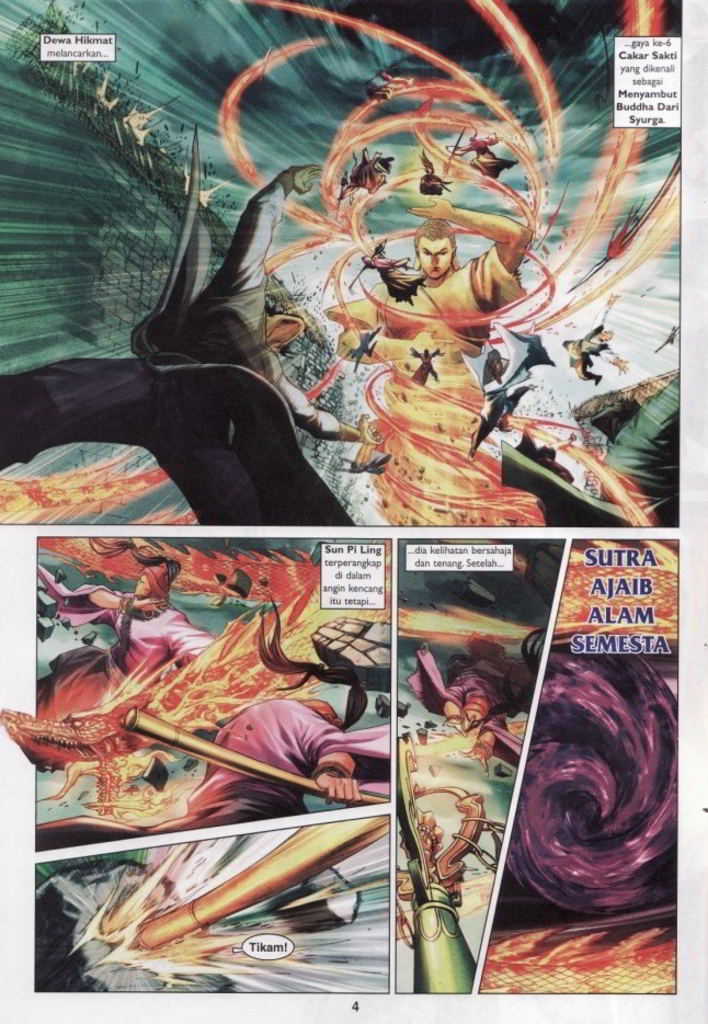 Dewa Hikmat
melancarkan...
...gaya ke-6
Cakar Sakti
yang dikenali
sebagai
Menyambut
Buddha Dari
Syurga.
Sun Pi Ling
terperangkap
di dalam
angin kencang
itu tetapi...
...dia kelihatan bersahaja
dan tenang. Setelah...
SUTRA
AJAIB
ALAM
SEMESTA
Tikam!
4